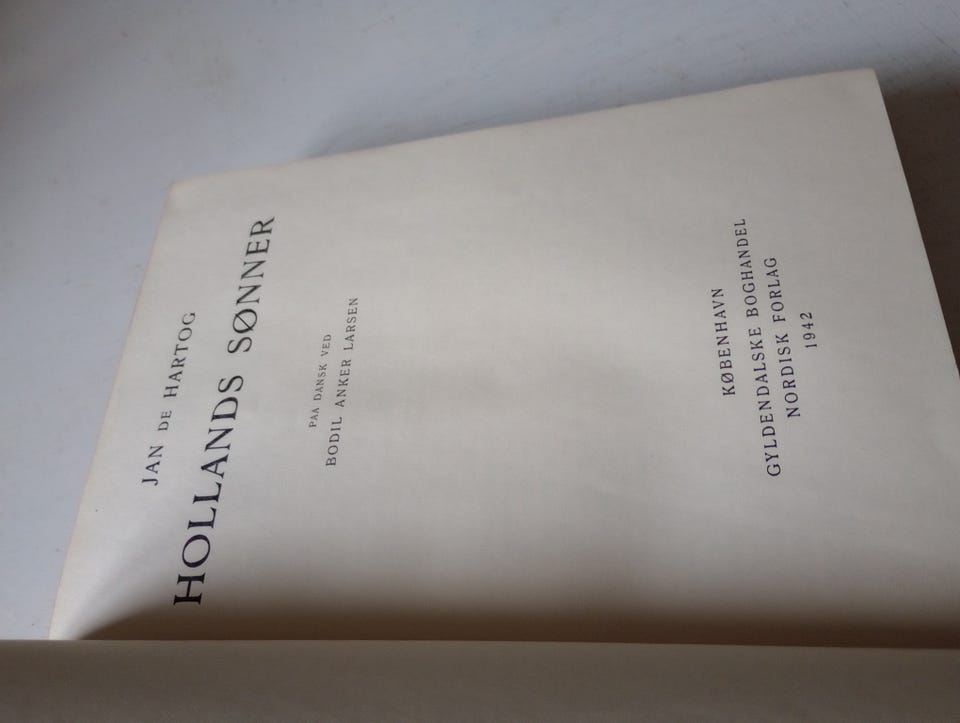 JAN DE HARTOG
HOLLANDS SØNNER
PAA DANSK VED
BODIL ANKER LARSEN
KØBENHAVN
GYLDENDALSKE BOGHANDEL
NORDISK FORLAG
1942